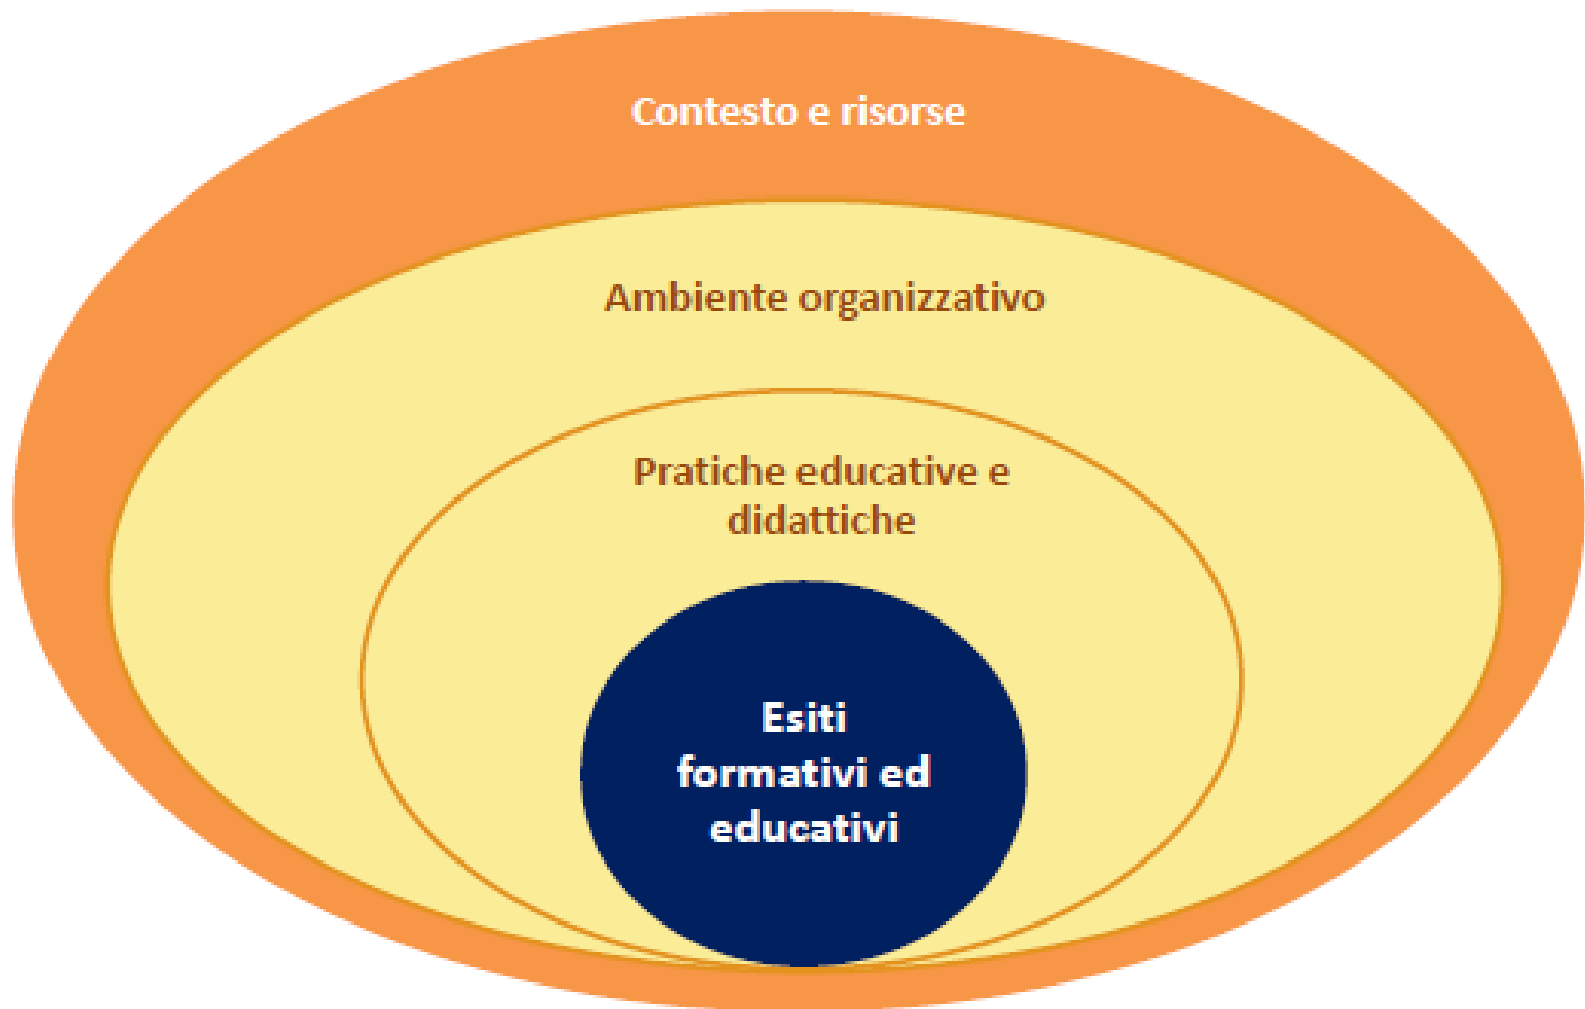 Contesto e risorse
Ambiente organizzativo
Pratiche educative e
didattiche
Esiti
formativi ed
educativi